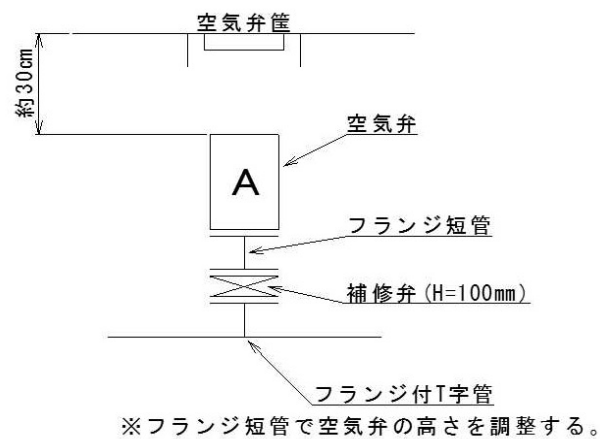 空気弁筐
約30cm
空気弁
A
フランジ短管
補修弁(H=100mm)
フランジ付T字管
※フランジ短管で空気弁の高さを調整する。